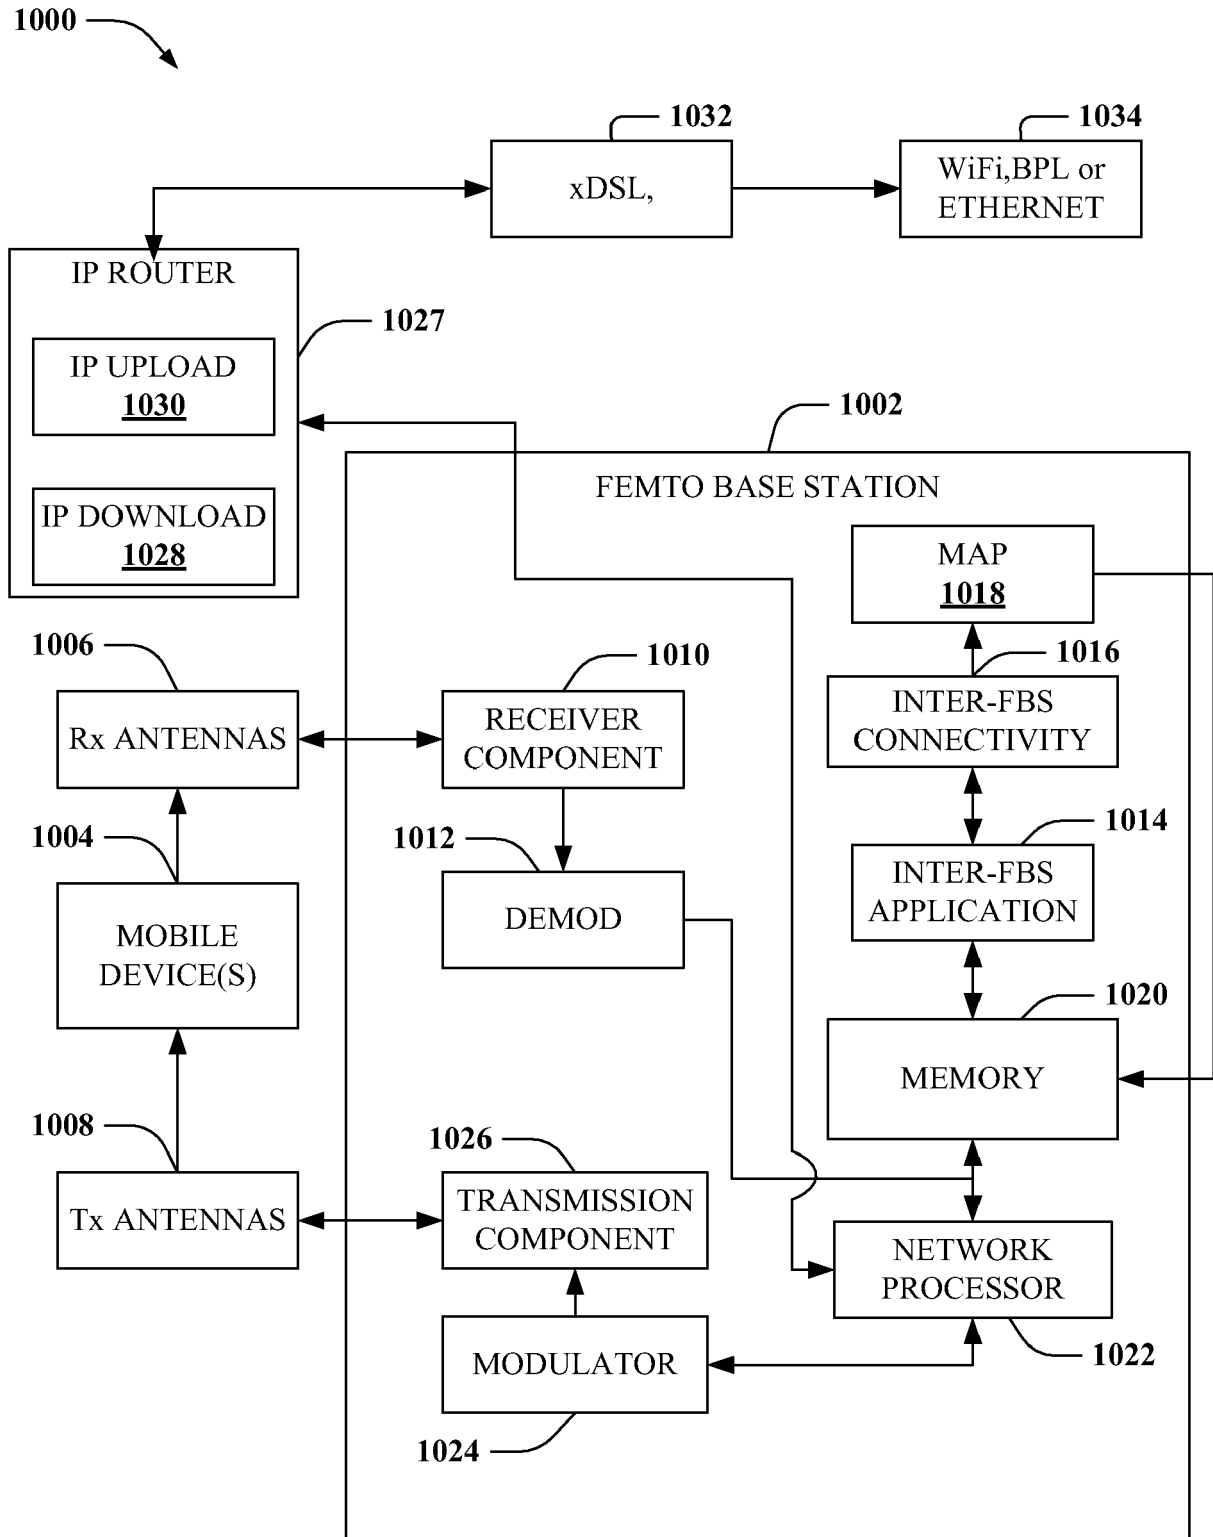 1000
1032
1034
xDSL,
WiFi,BPL or
ETHERNET
IP ROUTER
1027
IP UPLOAD
1030
IP DOWNLOAD
1028
1002
FEMTO BASE STATION
MAP
1018
1006
1010
1016
Rx ANTENNAS
RECEIVER
COMPONENT
INTER-FBS
CONNECTIVITY
1004
1012
1014
MOBILE
DEVICE(S)
DEMOD
INTER-FBS
APPLICATION
1020
MEMORY
1008
1026
Tx ANTENNAS
TRANSMISSION
COMPONENT
NETWORK
PROCESSOR
1022
MODULATOR
1024